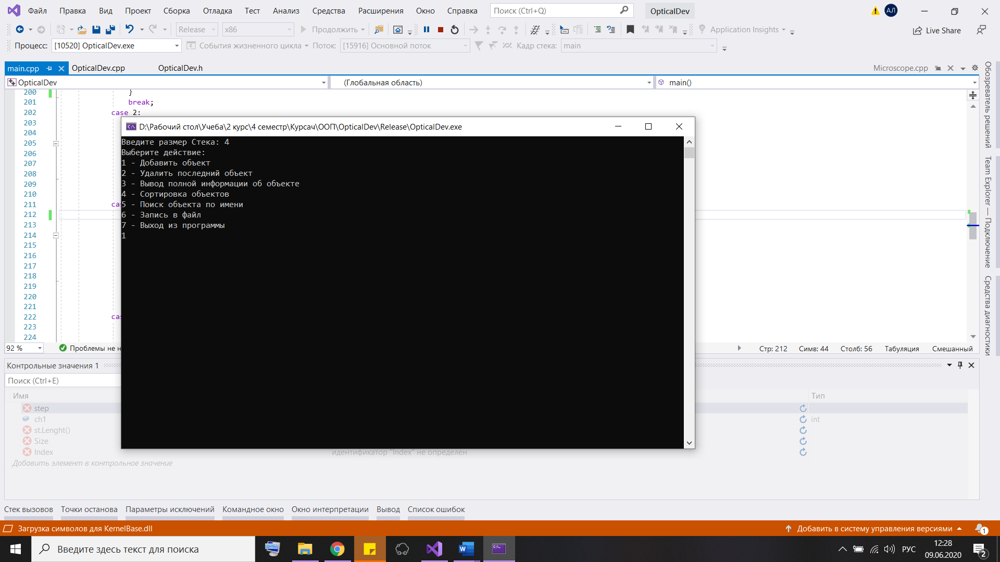 Файл Правка Вид Проект Сборка Отладка Тест Анализ Средства Расширения Окно Справка Поиск (Ctrl+Q) OpticalDev АЛ
Release x86 Продолжить Application Insights Live Share
Процесс: [10520] OpticalDev.exe События жизненного цикла Поток: [15916] Основной поток Кадр стека: main
main.cpp OpticalDev.cpp OpticalDev.h Microscope.cpp
OpticalDev (Глобальная область) main()
200 }
201 break;
202 case 2:
203
204
205
206
207
208
209
210
211
212
213
214
215
216
217
218
219
220
221
222
223
224
D:\Рабочий стол\Учеба\2 курс\4 семестр\Курсач\ООП\OpticalDev\Release\OpticalDev.exe
Введите размер Стека: 4
Выберите действие:
1 - Добавить объект
2 - Удалить последний объект
3 - Вывод полной информации об объекте
4 - Сортировка объектов
5 - Поиск объекта по имени
6 - Запись в файл
7 - Выход из программы
1
92 % Проблемы не Стр: 212 Симв: 44 Столб: 56 Табуляция Смешанный
Контрольные значения 1
Поиск (Ctrl+E)
Имя Тип
step
ch1 int
st.Lenght()
Size
Index идентификатор "Index" не определен
Добавить элемент в контрольное значение
Стек вызовов Точки останова Параметры исключений Командное окно Окно интерпретации Вывод Список ошибок
Загрузка символов для KernelBase.dll Добавить в систему управления версиями 1
Введите здесь текст для поиска РУС 12:28
09.06.2020 2
Обозреватель решений
Team Explorer — Подключение
Средства диагностики